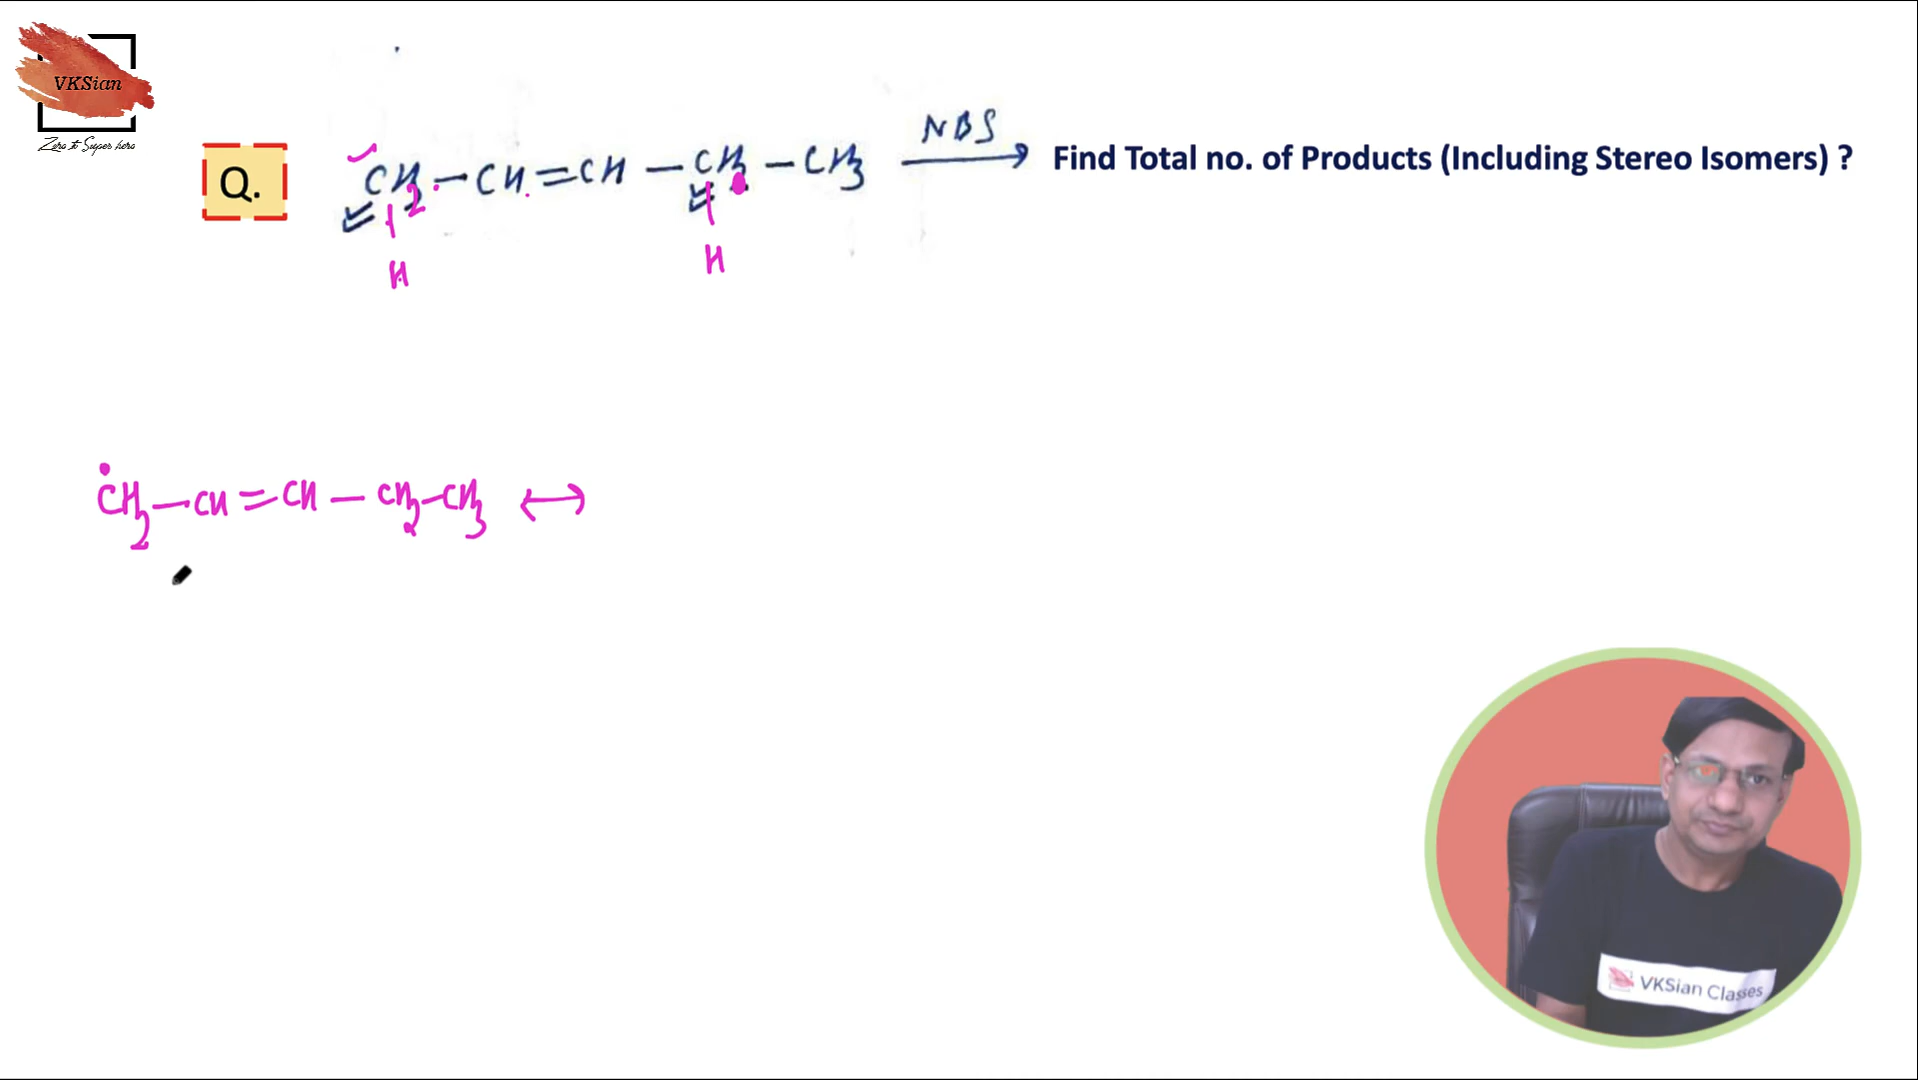 VKSian
Zero to Super hero
NBS
Q. CH₂-CH=CH-CH-CH₃ → Find Total no. of Products (Including Stereo Isomers) ?
H H
ĊH₂-CH=CH-CH₂-CH₃ ↔
VKSian Classes